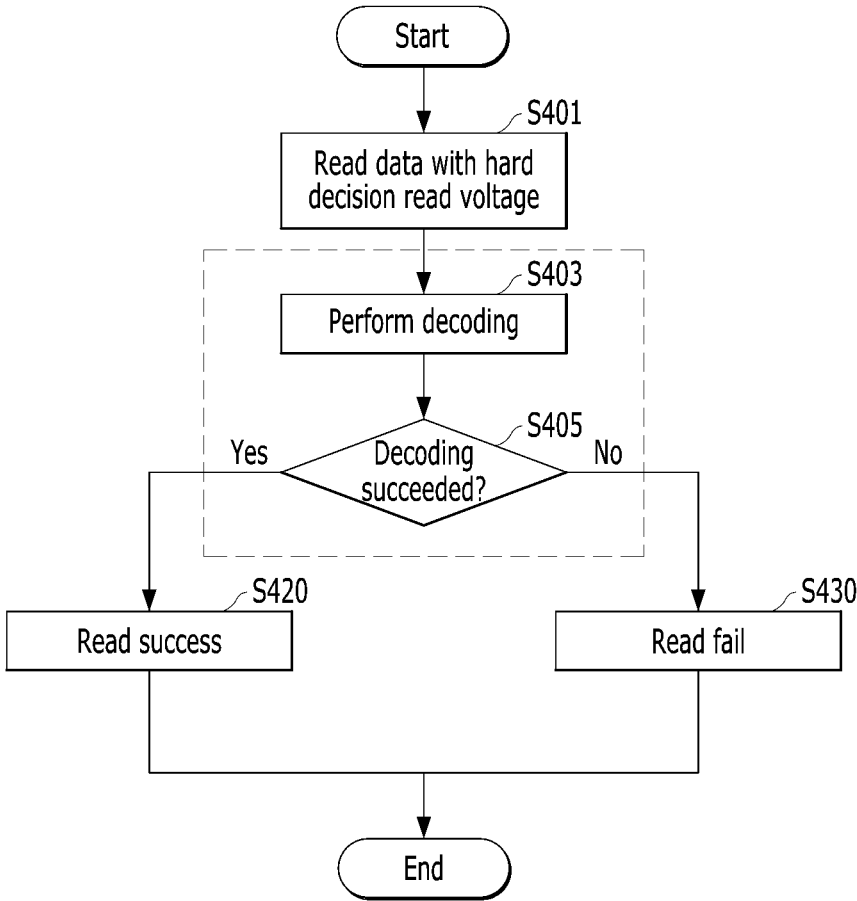 Start
S401
Read data with hard
decision read voltage
S403
Perform decoding
S405
Yes
Decoding
succeeded?
No
S420
Read success
S430
Read fail
End